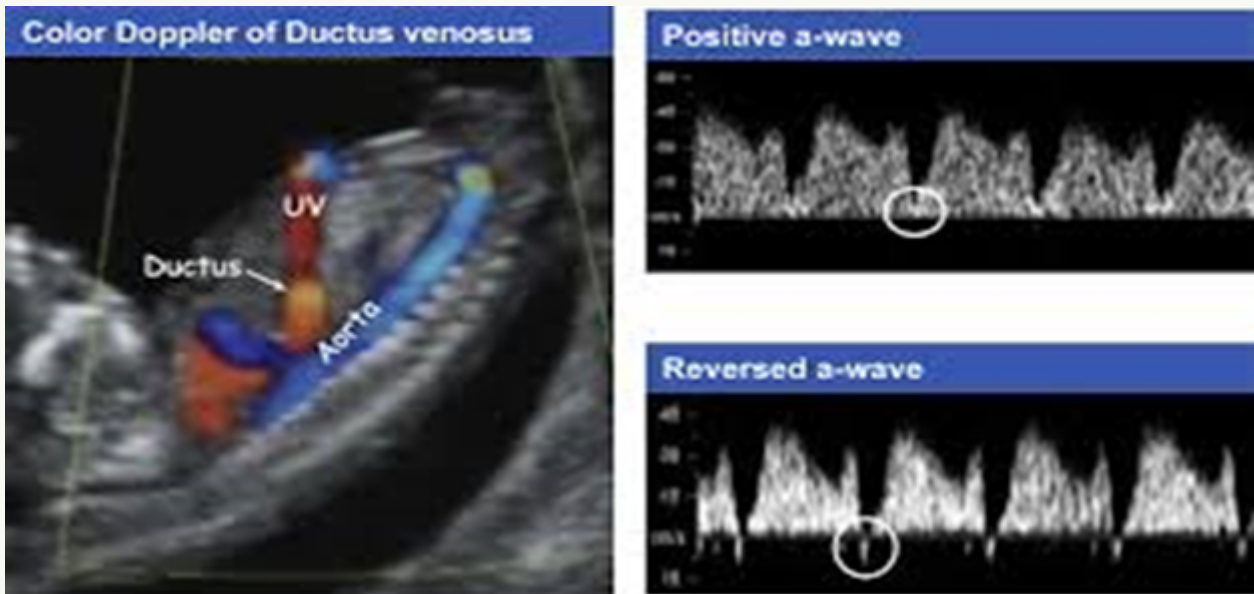 Color Doppler of Ductus venosus
UV
Ductus
Aorta
Positive a-wave
Reversed a-wave